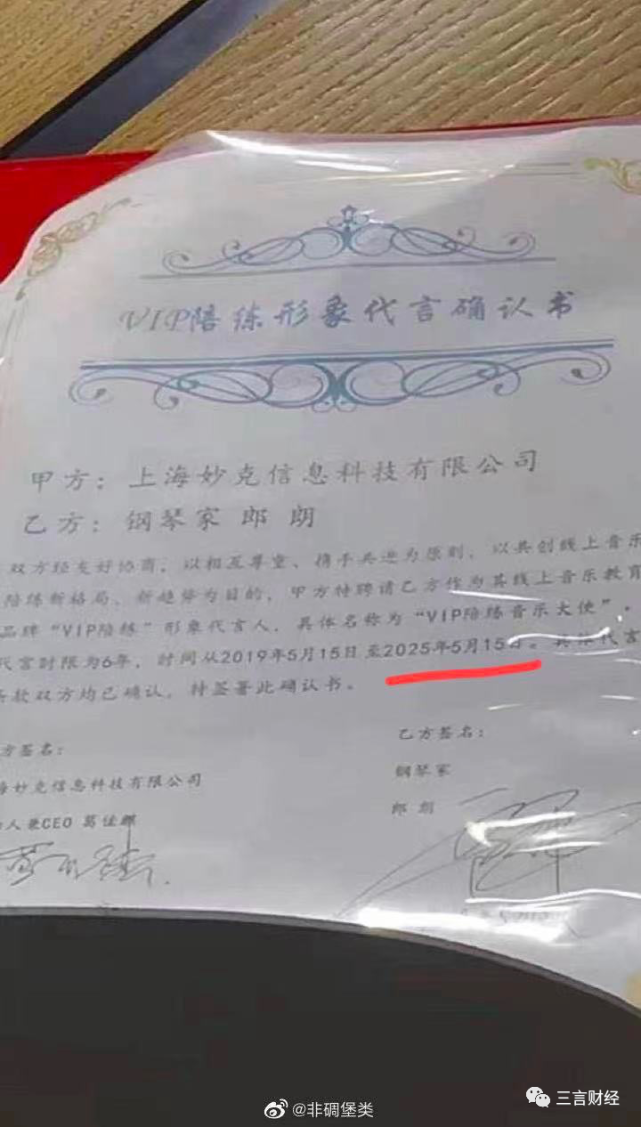 VIP陪练形象代言确认书
甲方：上海妙克信息科技有限公司
乙方：钢琴家 郎 朗
双方经友好协商，以相互尊重、携手共进为原则，以共创线上音乐
陪练新格局、新趋势为目的，甲方特聘请乙方作为其线上音乐教育
品牌“VIP陪练”形象代言人，具体名称为“VIP陪练音乐大使”。
代言时限为6年，时间从2019年5月15日至2025年5月15日。具体代言
条款双方均已确认，特签署此确认书。
方签名：
乙方签名：
海妙克信息科技有限公司
钢琴家
人兼CEO 葛佳麒
郎 朗
@非碉堡类
三言财经